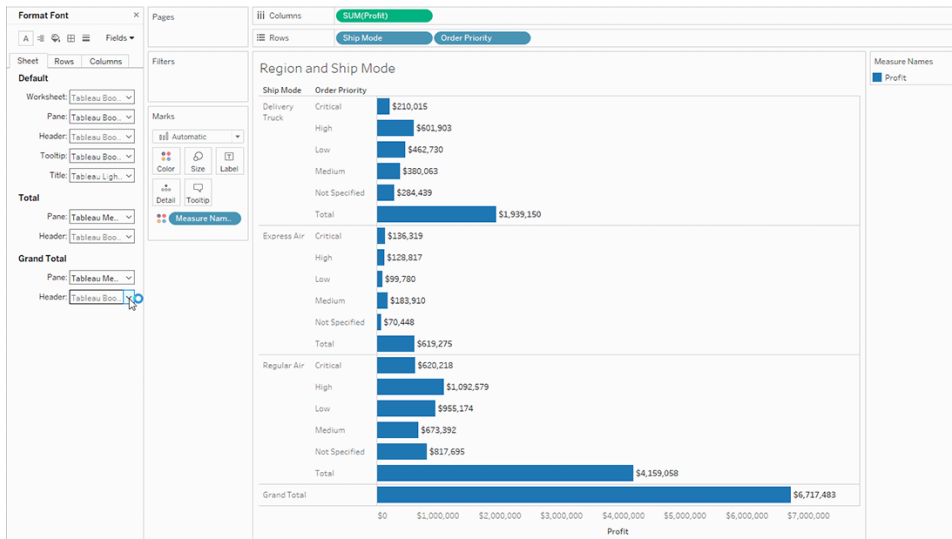 Format Font
×
Fields
Sheet Rows Columns
Default
Worksheet: Tableau Boo..
Pane: Tableau Boo..
Header: Tableau Boo..
Tooltip: Tableau Boo..
Title: Tableau Ligh..
Total
Pane: Tableau Me..
Header: Tableau Boo..
Grand Total
Pane: Tableau Me..
Header: Tableau Boo..
Pages
Filters
Marks
Automatic
Color Size Label
Detail Tooltip
Measure Nam..
Columns SUM(Profit)
Rows Ship Mode Order Priority
Region and Ship Mode
Ship Mode Order Priority
Delivery Truck
Critical $210,015
High $601,903
Low $462,730
Medium $380,063
Not Specified $284,439
Total $1,939,150
Express Air Critical $136,319
High $128,817
Low $99,780
Medium $183,910
Not Specified $70,448
Total $619,275
Regular Air Critical $620,218
High $1,092,579
Low $955,174
Medium $673,392
Not Specified $817,695
Total $4,159,058
Grand Total $6,717,483
$0 $1,000,000 $2,000,000 $3,000,000 $4,000,000 $5,000,000 $6,000,000 $7,000,000
Profit
Measure Names
Profit